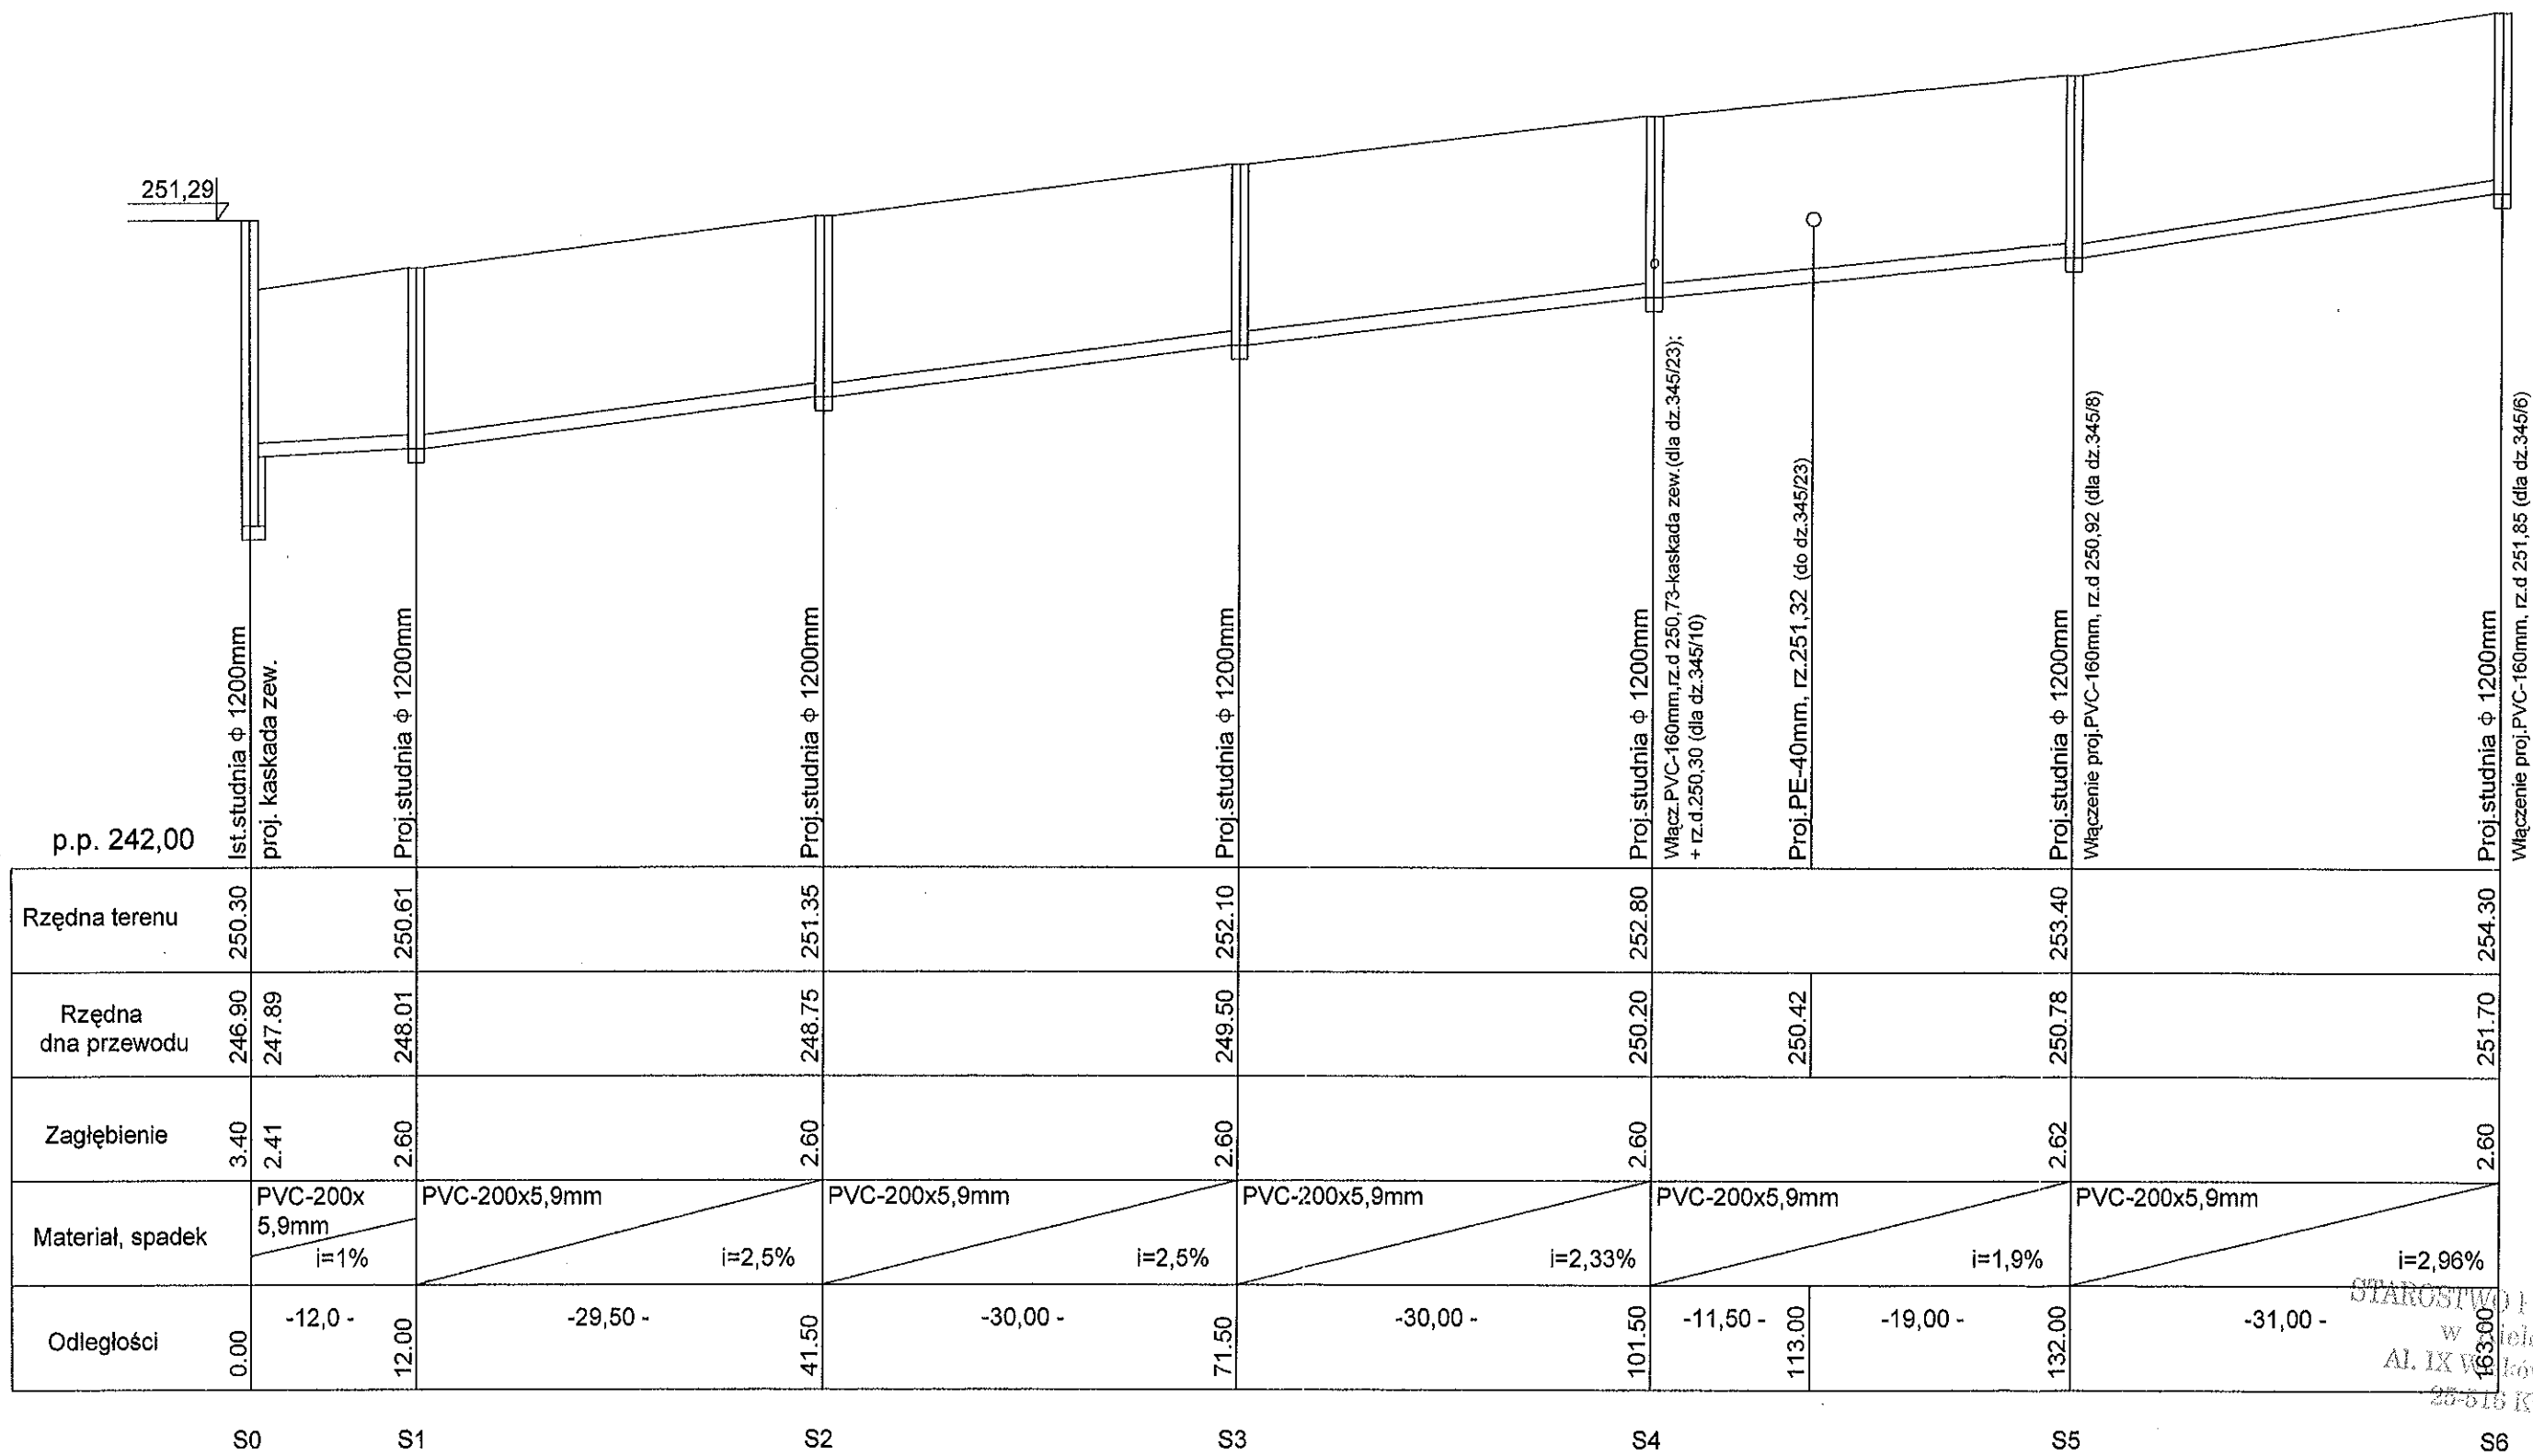 251,29
p.p. 242,00
Ist.studnia ϕ 1200mm
proj. kaskada zew.
Proj.studnia ϕ 1200mm
Proj.studnia ϕ 1200mm
Proj.studnia ϕ 1200mm
Proj.studnia ϕ 1200mm
Włącz.PVC-160mm,rz.d 250,73-kaskada zew.(dla dz.345/23);
+ rz.d.250,30 (dla dz.345/10)
Proj.PE-40mm, rz.251,32 (do dz.345/23)
Proj.studnia ϕ 1200mm
Włączenie proj.PVC-160mm, rz.d 250,92 (dla dz.345/8)
Proj.studnia ϕ 1200mm
Włączenie proj.PVC-160mm, rz.d 251,85 (dla dz.345/6)
Rzędna terenu 250.30 250.61 251.35 252.10 252.80 253.40 254.30
Rzędna
dna przewodu 246.90 247.89 248.01 248.75 249.50 250.20 250.42 250.78 251.70
Zagłębienie 3.40 2.41 2.60 2.60 2.60 2.60 2.62 2.60
Materiał, spadek
PVC-200x
5,9mm
i=1%
PVC-200x5,9mm
i=2,5%
PVC-200x5,9mm
i=2,5%
PVC-200x5,9mm
i=2,33%
PVC-200x5,9mm
i=1,9%
PVC-200x5,9mm
i=2,96%
Odległości
-12,0 - -29,50 - -30,00 - -30,00 - -11,50 - -19,00 - -31,00 -
0.00 12.00 41.50 71.50 101.50 113.00 132.00 163.00
STAROSTWO
w
Al. IX
25-516 K
S0 S1 S2 S3 S4 S5 S6